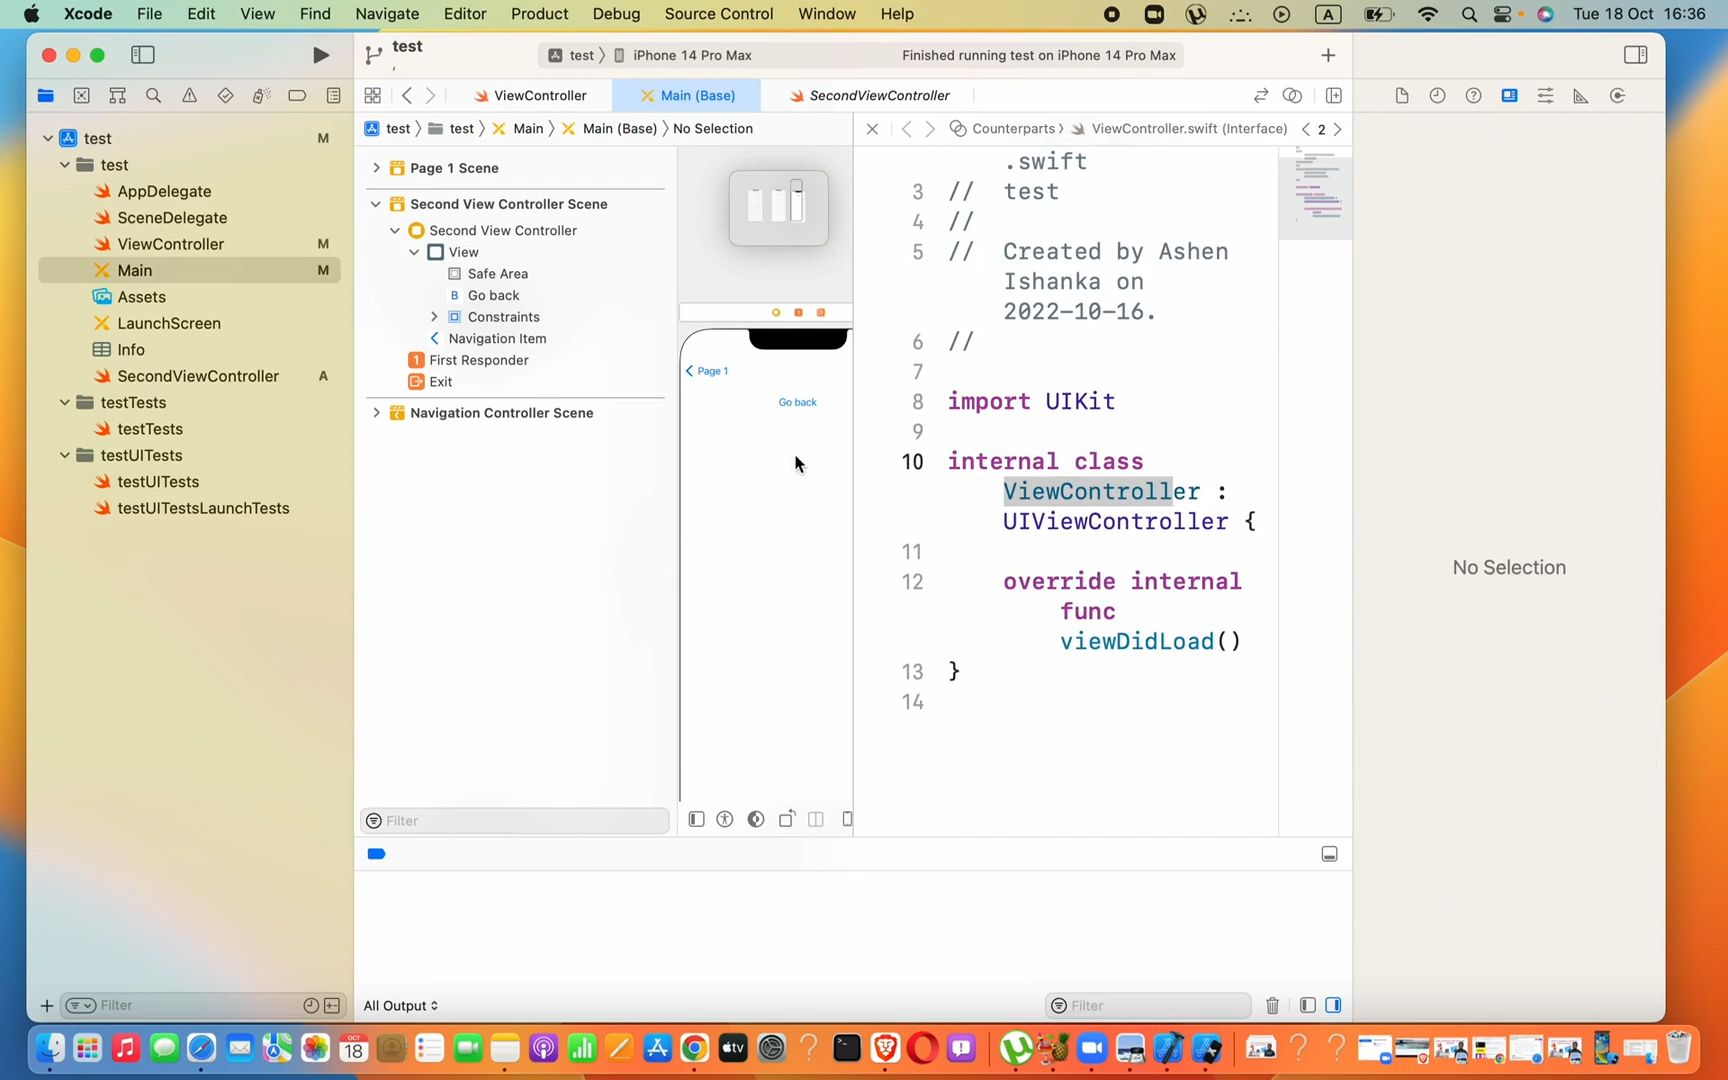 Xcode File Edit View Find Navigate Editor Product Debug Source Control Window Help A Tue 18 Oct 16:36
test
,
test 〉 iPhone 14 Pro Max Finished running test on iPhone 14 Pro Max
ViewController Main (Base) SecondViewController
test 〉 test 〉 Main 〉 Main (Base) 〉 No Selection
Counterparts 〉 ViewController.swift (Interface) 2
test M
test
AppDelegate
SceneDelegate
ViewController M
Main M
Assets
LaunchScreen
Info
SecondViewController A
testTests
testTests
testUITests
testUITests
testUITestsLaunchTests
Page 1 Scene
Second View Controller Scene
Second View Controller
View
Safe Area
B Go back
Constraints
Navigation Item
1 First Responder
Exit
Navigation Controller Scene
Page 1
Go back
.swift
3 // test
4 //
5 // Created by Ashen
Ishanka on
2022-10-16.
6 //
7
8 import UIKit
9
10 internal class
ViewController :
UIViewController {
11
12 override internal
func
viewDidLoad()
13 }
14
No Selection
Filter
All Output
Filter
Filter
OCT
18
tv